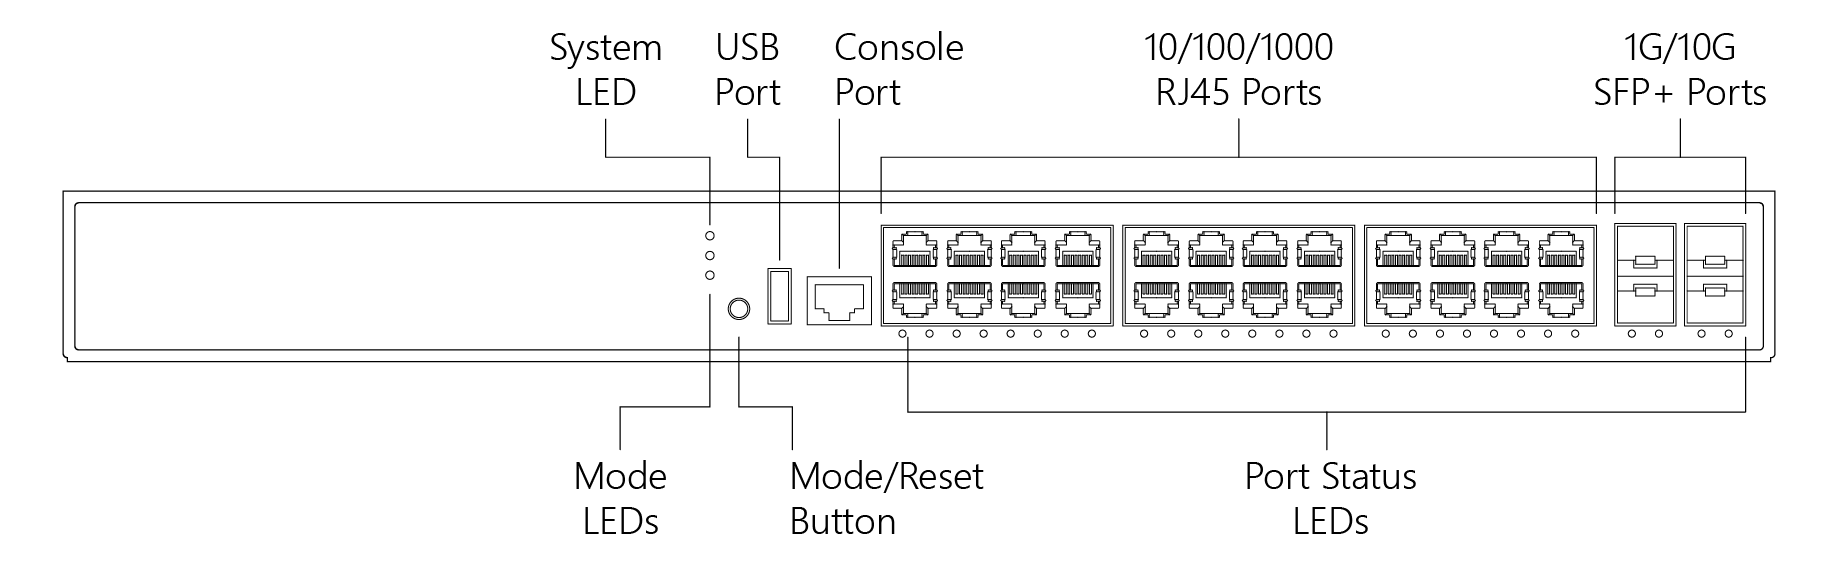 System
LED
USB
Port
Console
Port
10/100/1000
RJ45 Ports
1G/10G
SFP+ Ports
Mode
LEDs
Mode/Reset
Button
Port Status
LEDs